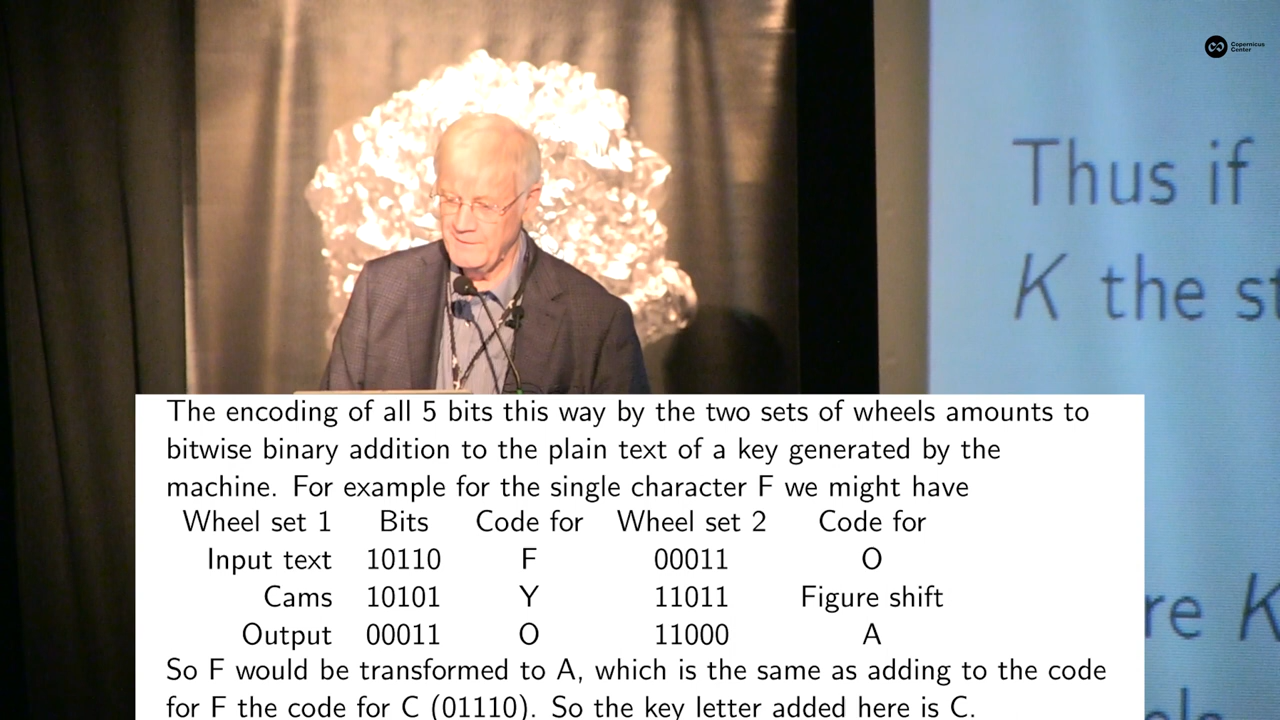 Copernicus
Center
Thus if
K the st
The encoding of all 5 bits this way by the two sets of wheels amounts to
bitwise binary addition to the plain text of a key generated by the
machine. For example for the single character F we might have
Wheel set 1 Bits Code for Wheel set 2 Code for
Input text 10110 F 00011 O
Cams 10101 Y 11011 Figure shift
Output 00011 O 11000 A
So F would be transformed to A, which is the same as adding to the code
for F the code for C (01110). So the key letter added here is C.
re K